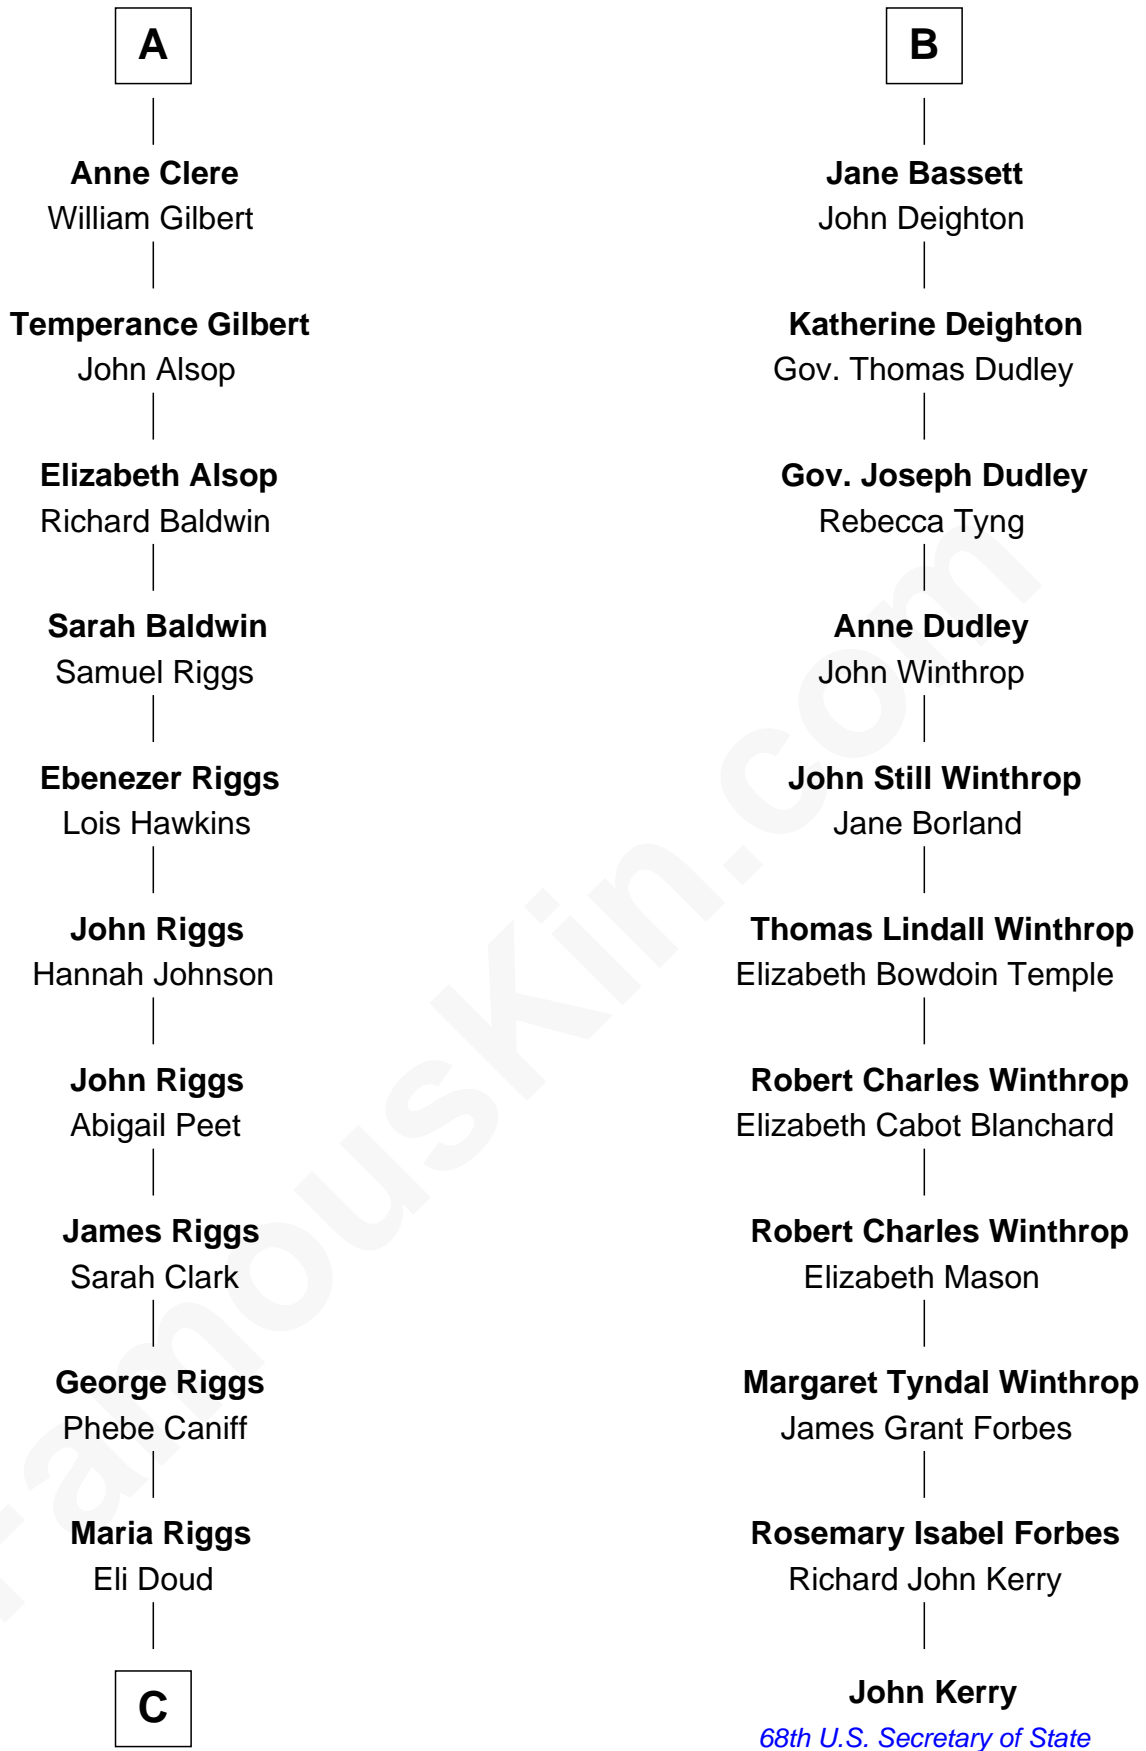 A
Anne Clere
William Gilbert
Temperance Gilbert
John Alsop
Elizabeth Alsop
Richard Baldwin
Sarah Baldwin
Samuel Riggs
Ebenezer Riggs
Lois Hawkins
John Riggs
Hannah Johnson
John Riggs
Abigail Peet
James Riggs
Sarah Clark
George Riggs
Phebe Caniff
Maria Riggs
Eli Doud
C
B
Jane Bassett
John Deighton
Katherine Deighton
Gov. Thomas Dudley
Gov. Joseph Dudley
Rebecca Tyng
Anne Dudley
John Winthrop
John Still Winthrop
Jane Borland
Thomas Lindall Winthrop
Elizabeth Bowdoin Temple
Robert Charles Winthrop
Elizabeth Cabot Blanchard
Robert Charles Winthrop
Elizabeth Mason
Margaret Tyndal Winthrop
James Grant Forbes
Rosemary Isabel Forbes
Richard John Kerry
John Kerry
68th U.S. Secretary of State
FamousKin.com